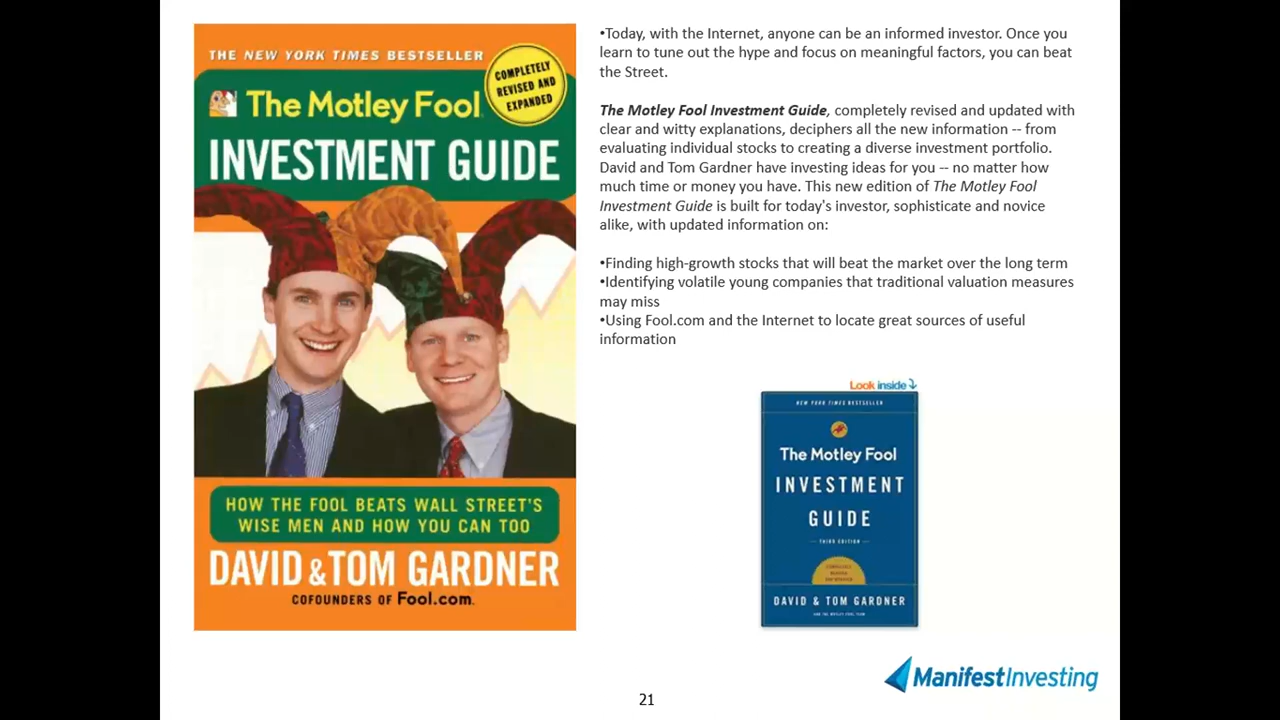 THE NEW YORK TIMES BESTSELLER
COMPLETELY
REVISED AND
EXPANDED
The Motley Fool
INVESTMENT GUIDE
HOW THE FOOL BEATS WALL STREET'S
WISE MEN AND HOW YOU CAN TOO
DAVID & TOM GARDNER
COFOUNDERS OF Fool.com.
•Today, with the Internet, anyone can be an informed investor. Once you
learn to tune out the hype and focus on meaningful factors, you can beat
the Street.
The Motley Fool Investment Guide, completely revised and updated with
clear and witty explanations, deciphers all the new information -- from
evaluating individual stocks to creating a diverse investment portfolio.
David and Tom Gardner have investing ideas for you -- no matter how
much time or money you have. This new edition of The Motley Fool
Investment Guide is built for today's investor, sophisticate and novice
alike, with updated information on:
•Finding high-growth stocks that will beat the market over the long term
•Identifying volatile young companies that traditional valuation measures
may miss
•Using Fool.com and the Internet to locate great sources of useful
information
Look inside
NEW YORK TIMES BESTSELLER
The Motley Fool
INVESTMENT
GUIDE
THIRD EDITION
DAVID & TOM GARDNER
ManifestInvesting
21